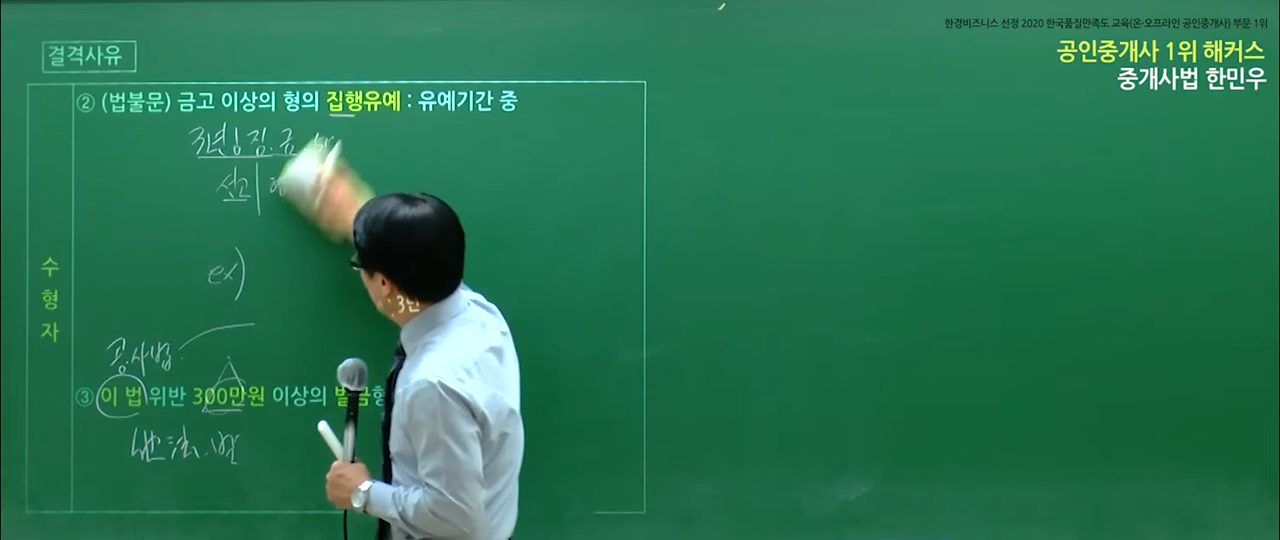 한경비즈니스 선정 2020 한국품질만족도 교육(온·오프라인 공인중개사) 부문 1위
공인중개사 1위 해커스
중개사법 한민우
결격사유
② (법불문) 금고 이상의 형의 집행유예 : 유예기간 중
3년↓ 징.금
선고
ex)
3년
수
형
자
공사법:
③ 이 법 위반 300만원 이상의 벌금형